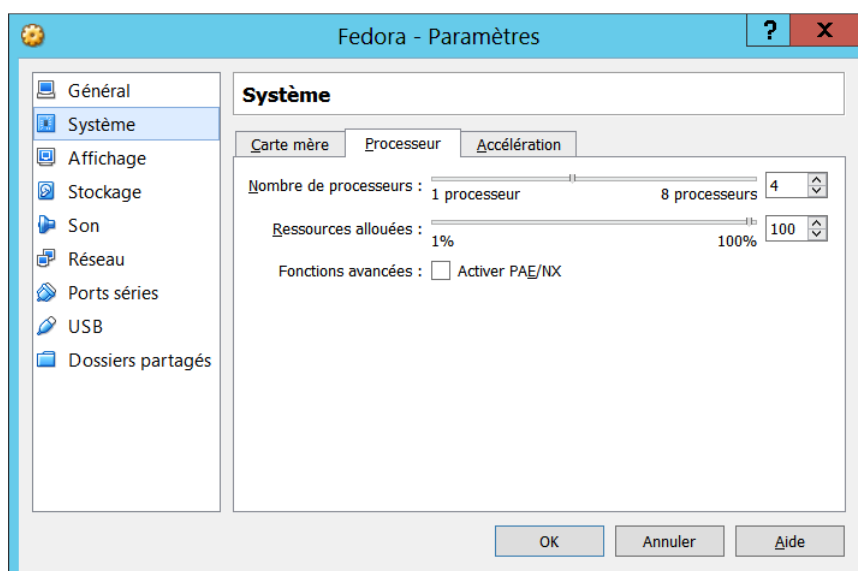 Fedora - Paramètres
? X
Général
Système
Affichage
Stockage
Son
Réseau
Ports séries
USB
Dossiers partagés
Système
Carte mère Processeur Accélération
Nombre de processeurs : 4
1 processeur 8 processeurs
Ressources allouées : 100
1% 100%
Fonctions avancées : Activer PAE/NX
OK Annuler Aide